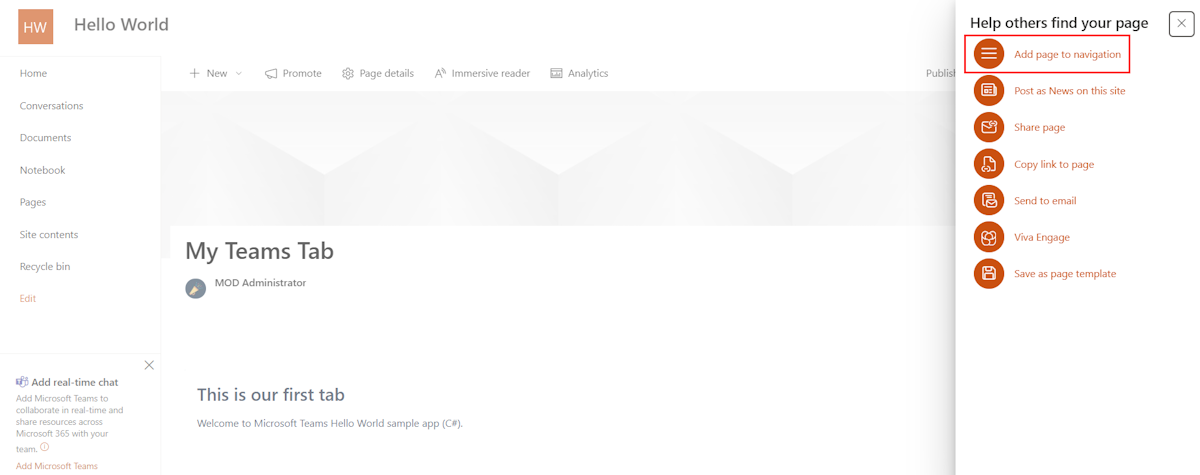 HW
Hello World
Home
Conversations
Documents
Notebook
Pages
Site contents
Recycle bin
Edit
Add real-time chat
Add Microsoft Teams to
collaborate in real-time and
share resources across
Microsoft 365 with your
team.
Add Microsoft Teams
New
Promote
Page details
Immersive reader
Analytics
Publish
My Teams Tab
MOD Administrator
This is our first tab
Welcome to Microsoft Teams Hello World sample app (C#).
Help others find your page
Add page to navigation
Post as News on this site
Share page
Copy link to page
Send to email
Viva Engage
Save as page template